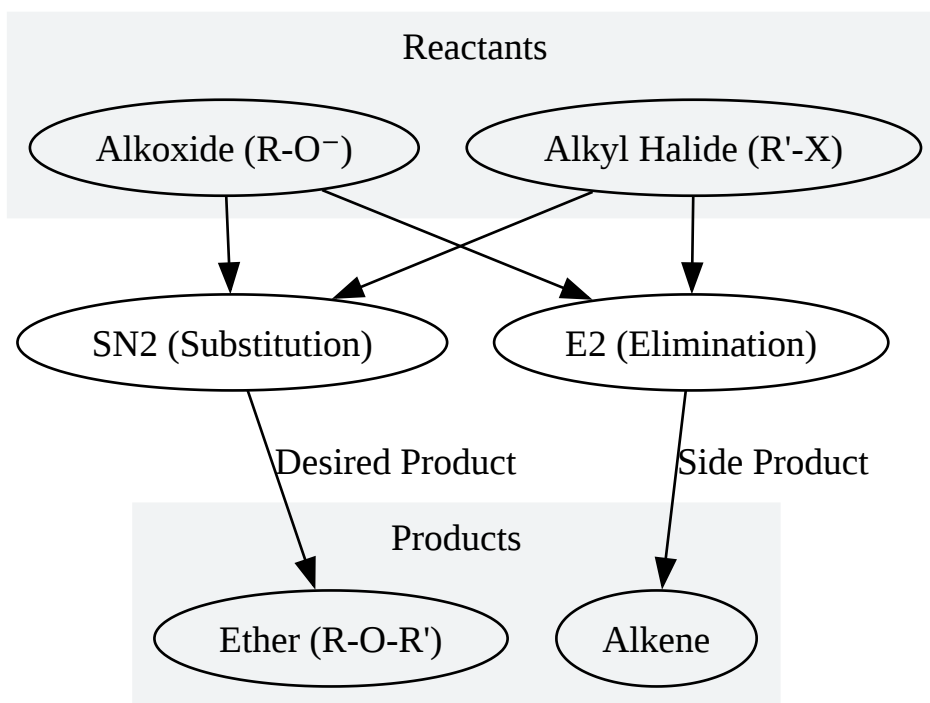 Reactants
Alkoxide (R-O⁻)
Alkyl Halide (R'-X)
SN2 (Substitution)
E2 (Elimination)
Desired Product
Side Product
Products
Ether (R-O-R')
Alkene